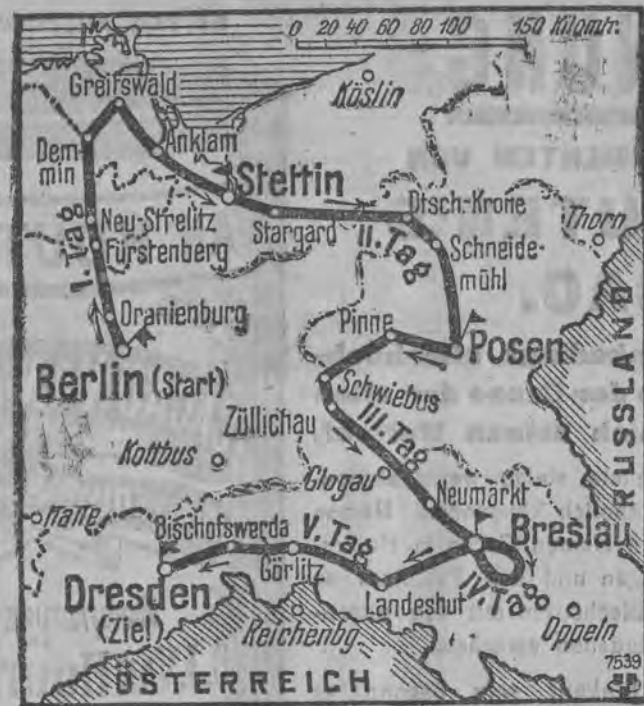 0 20 40 60 80 100 150 Kilomtr.
Greifswald
Köslin
Anklam
Dem-
min
Stettin
Dtsch.-Krone
Thorn
Neu-Strelitz
Stargard
I. Tag
II. Tag
Fürstenberg
Schneide-
mühl
Oranienburg
Pinne
Posen
Berlin (Start)
Schwiebus
RUSSLAND
Züllichau
III. Tag
Kottbus
Glogau
Neumarkt
Halle
Bischofswerda
V. Tag
Breslau
Dresden
(Ziel)
Görlitz
Landeshut
IV. Tag
Reichenbg.
Oppeln
ÖSTERREICH
7539